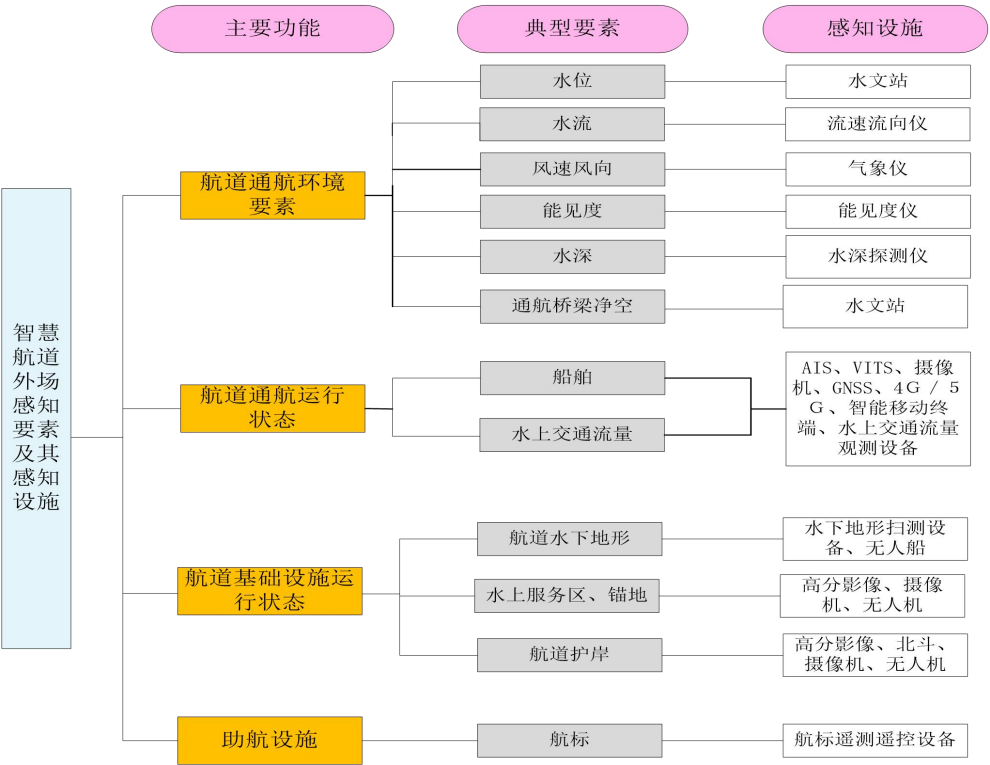 主要功能
典型要素
感知设施
智慧
航道
外场
感知
要素
及其
感知
设施
航道通航环境
要素
水位
水文站
水流
流速流向仪
风速风向
气象仪
能见度
能见度仪
水深
水深探测仪
通航桥梁净空
水文站
航道通航运行
状态
船舶
水上交通流量
AIS、VITS、摄像
机、GNSS、4G / 5
G、智能移动终
端、水上交通流量
观测设备
航道基础设施运
行状态
航道水下地形
水下地形扫测设
备、无人船
水上服务区、锚地
高分影像、摄像
机、无人机
航道护岸
高分影像、北斗、
摄像机、无人机
助航设施
航标
航标遥测遥控设备